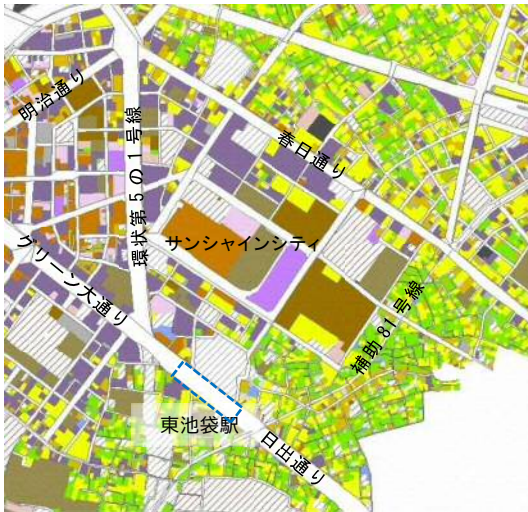 明治通り
環状第5の1号線
春日通り
サンシャインシティ
グリーン大通り
補助81号線
東池袋駅
日出通り